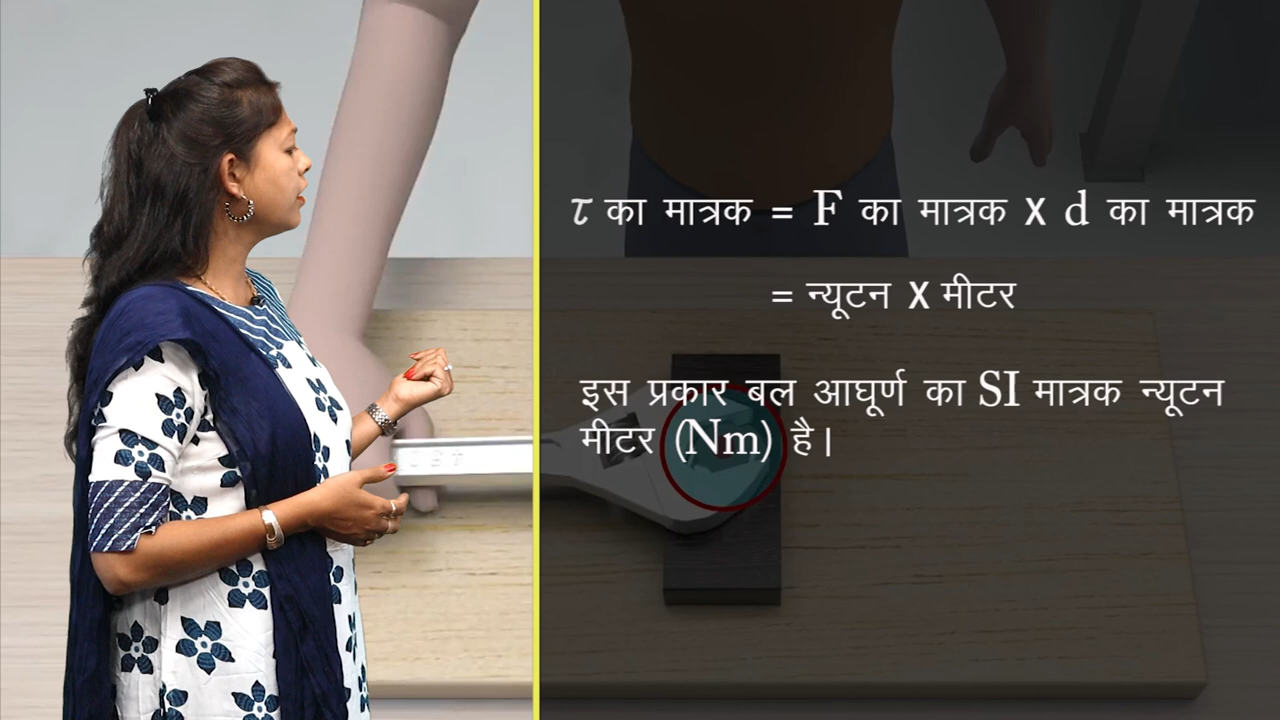 τ का मात्रक = F का मात्रक x d का मात्रक
= न्यूटन X मीटर
इस प्रकार बल आघूर्ण का SI मात्रक न्यूटन
मीटर (Nm) है।